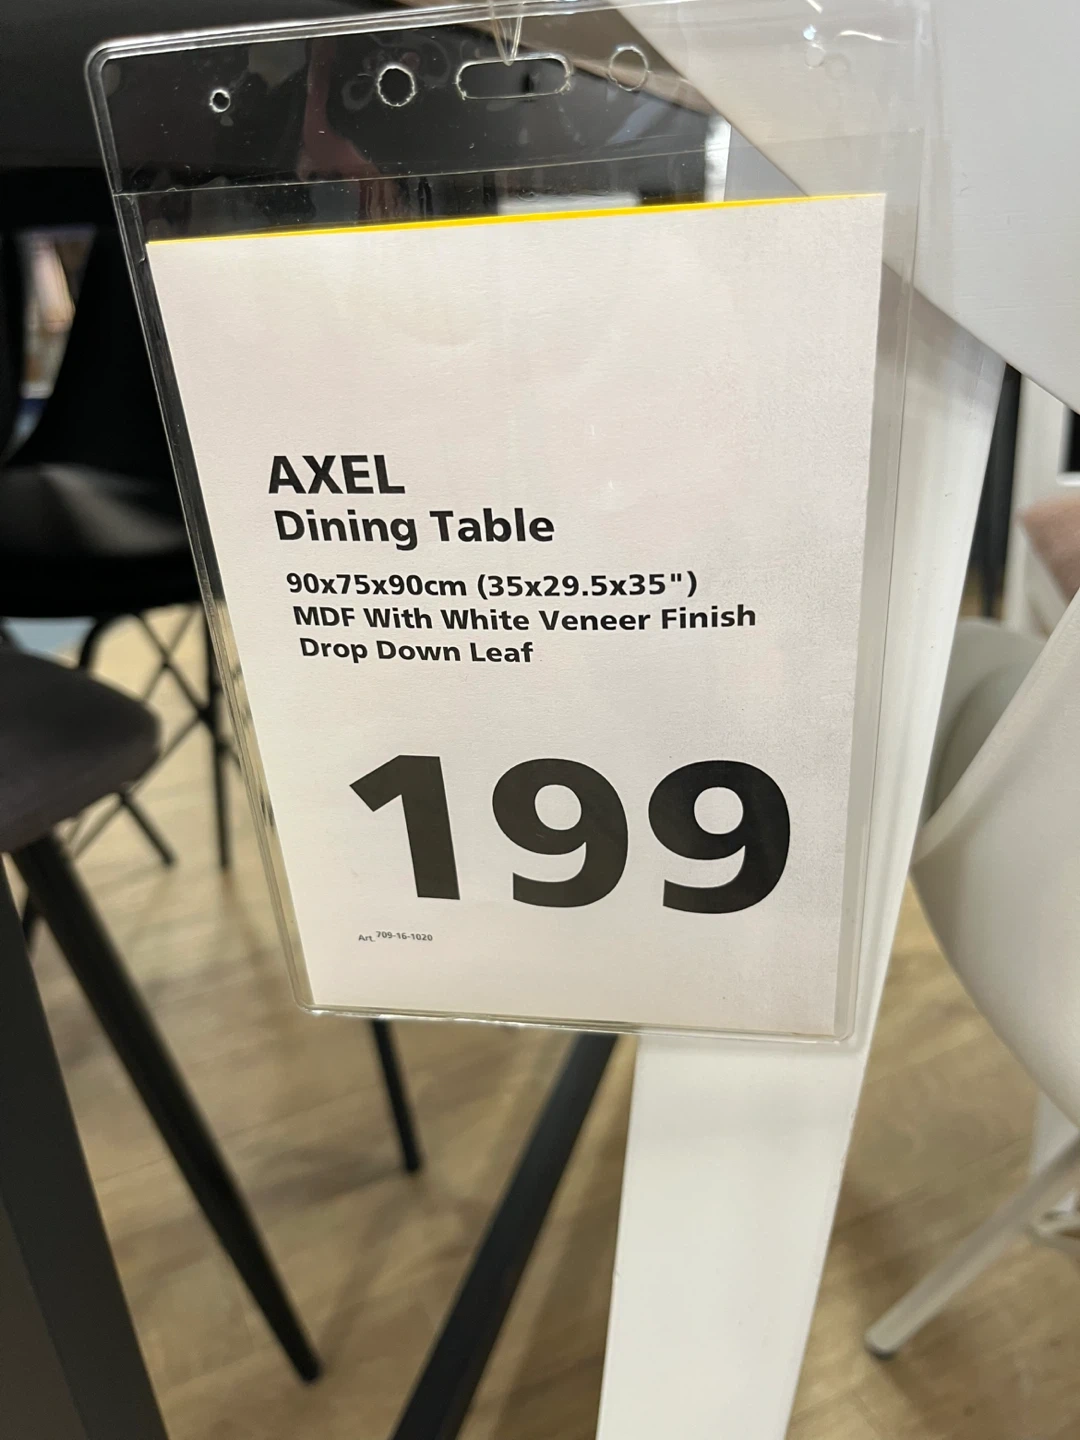 AXEL
Dining Table
90x75x90cm (35x29.5x35")
MDF With White Veneer Finish
Drop Down Leaf
199
Art. 709-16-1020